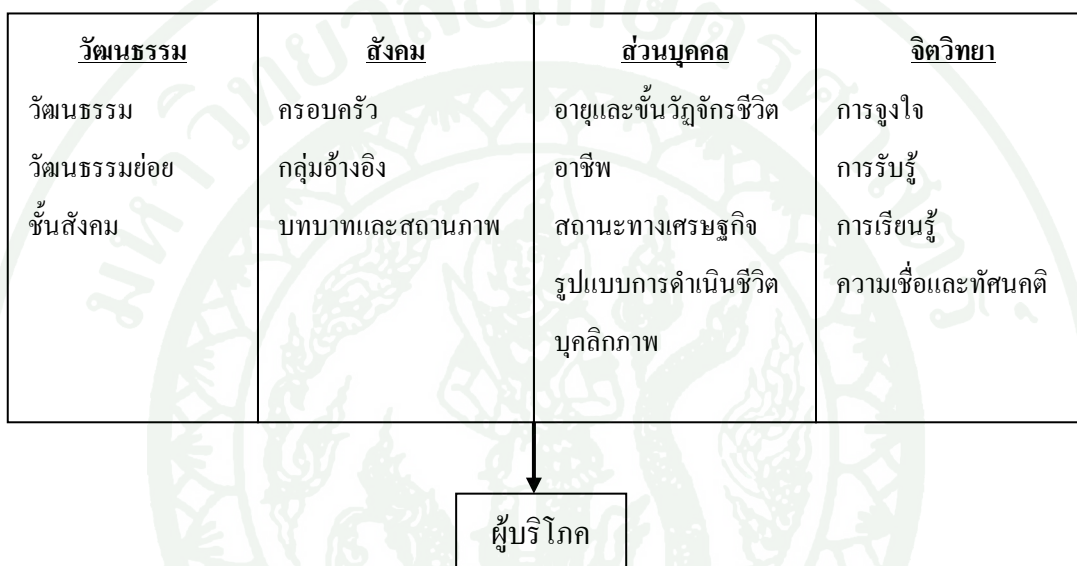 วัฒนธรรม
วัฒนธรรม
วัฒนธรรมย่อย
ชั้นสังคม
สังคม
ครอบครัว
กลุ่มอ้างอิง
บทบาทและสถานภาพ
ส่วนบุคคล
อายุและขั้นวัฏจักรชีวิต
อาชีพ
สถานะทางเศรษฐกิจ
รูปแบบการดำเนินชีวิต
บุคลิกภาพ
จิตวิทยา
การจูงใจ
การรับรู้
การเรียนรู้
ความเชื่อและทัศนคติ
ผู้บริโภค